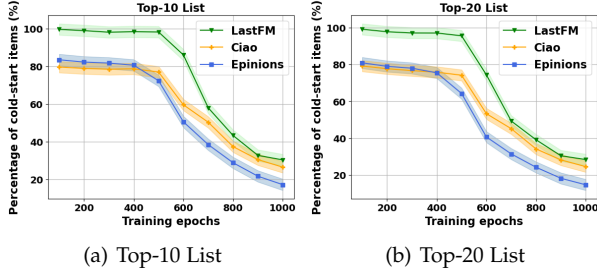 Top-10 List
Percentage of cold-start items (%)
100
80
60
40
20
200
400
600
800
1000
Training epochs
LastFM
Ciao
Epinions
(a) Top-10 List
Top-20 List
Percentage of cold-start items (%)
100
80
60
40
20
200
400
600
800
1000
Training epochs
LastFM
Ciao
Epinions
(b) Top-20 List